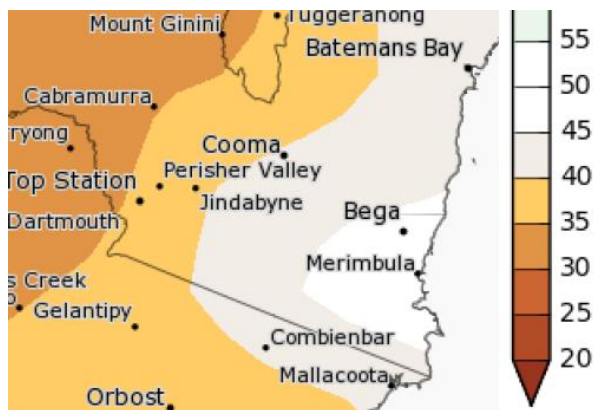 Tuggeranong
Mount Ginini
Batemans Bay
Cabramurra
rryong
Cooma
Perisher Valley
Top Station
Jindabyne
Dartmouth
Bega
Merimbula
s Creek
o
Gelantipy
Combienbar
Mallacoota
Orbost
55
50
45
40
35
30
25
20